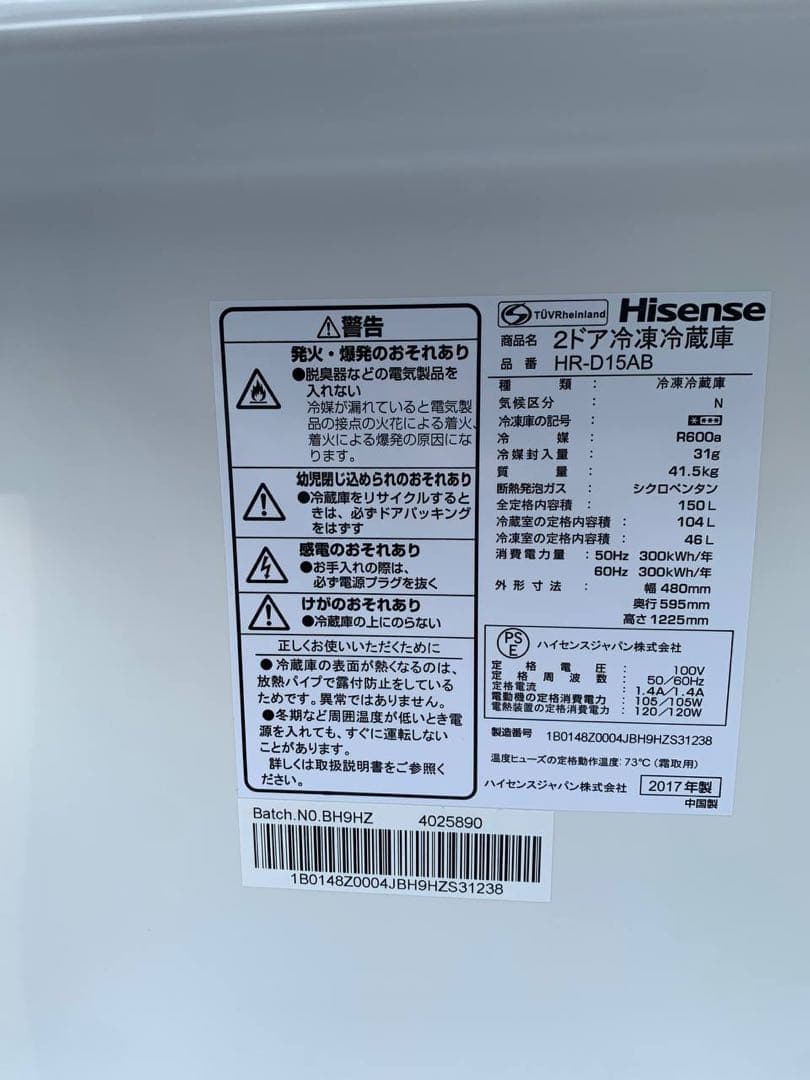 ⚠警告
発火・爆発のおそれあり
●脱臭器などの電気製品を
入れない
冷媒が漏れていると電気製
品の接点の火花による着火、
着火による爆発の原因にな
ります。
幼児閉じ込められのおそれあり
●冷蔵庫をリサイクルすると
きは、必ずドアパッキング
をはずす
感電のおそれあり
●お手入れの際は、
必ず電源プラグを抜く
けがのおそれあり
●冷蔵庫の上にのらない
正しくお使いいただくために
●冷蔵庫の表面が熱くなるのは、
放熱パイプで露付防止をしている
ためです。異常ではありません。
●冬期など周囲温度が低いとき電
源を入れても、すぐに運転しない
ことがあります。
詳しくは取扱説明書をご参照く
ださい。
TÜVRheinland Hisense
商品名 2ドア冷凍冷蔵庫
品番 HR-D15AB
種類 : 冷凍冷蔵庫
気候区分 : N
冷凍庫の記号 : ****
冷媒 : R600a
冷媒封入量 : 31g
質量 : 41.5kg
断熱発泡ガス : シクロペンタン
全定格内容積 : 150L
冷蔵室の定格内容積 : 104L
冷凍室の定格内容積 : 46L
消費電力量 : 50Hz 300kWh/年
60Hz 300kWh/年
外形寸法 : 幅 480mm
奥行 595mm
高さ 1225mm
PSE ハイセンスジャパン株式会社
定格電圧 : 100V
定格周波数 : 50/60Hz
定格電流 : 1.4A/1.4A
電動機の定格消費電力 : 105/105W
電熱装置の定格消費電力 : 120/120W
製造番号 1B0148Z0004JBH9HZS31238
温度ヒューズの定格動作温度: 73℃ (霜取用)
ハイセンスジャパン株式会社 2017年製
中国製
Batch.N0.BH9HZ 4025890
1B0148Z0004JBH9HZS31238